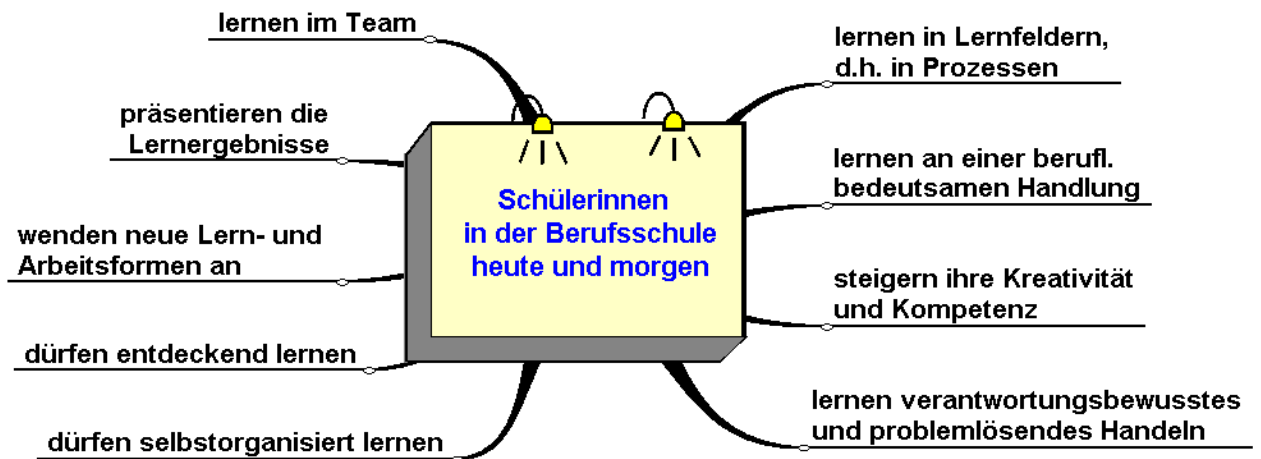 lernen im Team
präsentieren die
Lernergebnisse
wenden neue Lern- und
Arbeitsformen an
dürfen entdeckend lernen
dürfen selbstorganisiert lernen
Schülerinnen
in der Berufsschule
heute und morgen
lernen in Lernfeldern,
d.h. in Prozessen
lernen an einer berufl.
bedeutsamen Handlung
steigern ihre Kreativität
und Kompetenz
lernen verantwortungsbewusstes
und problemlösendes Handeln